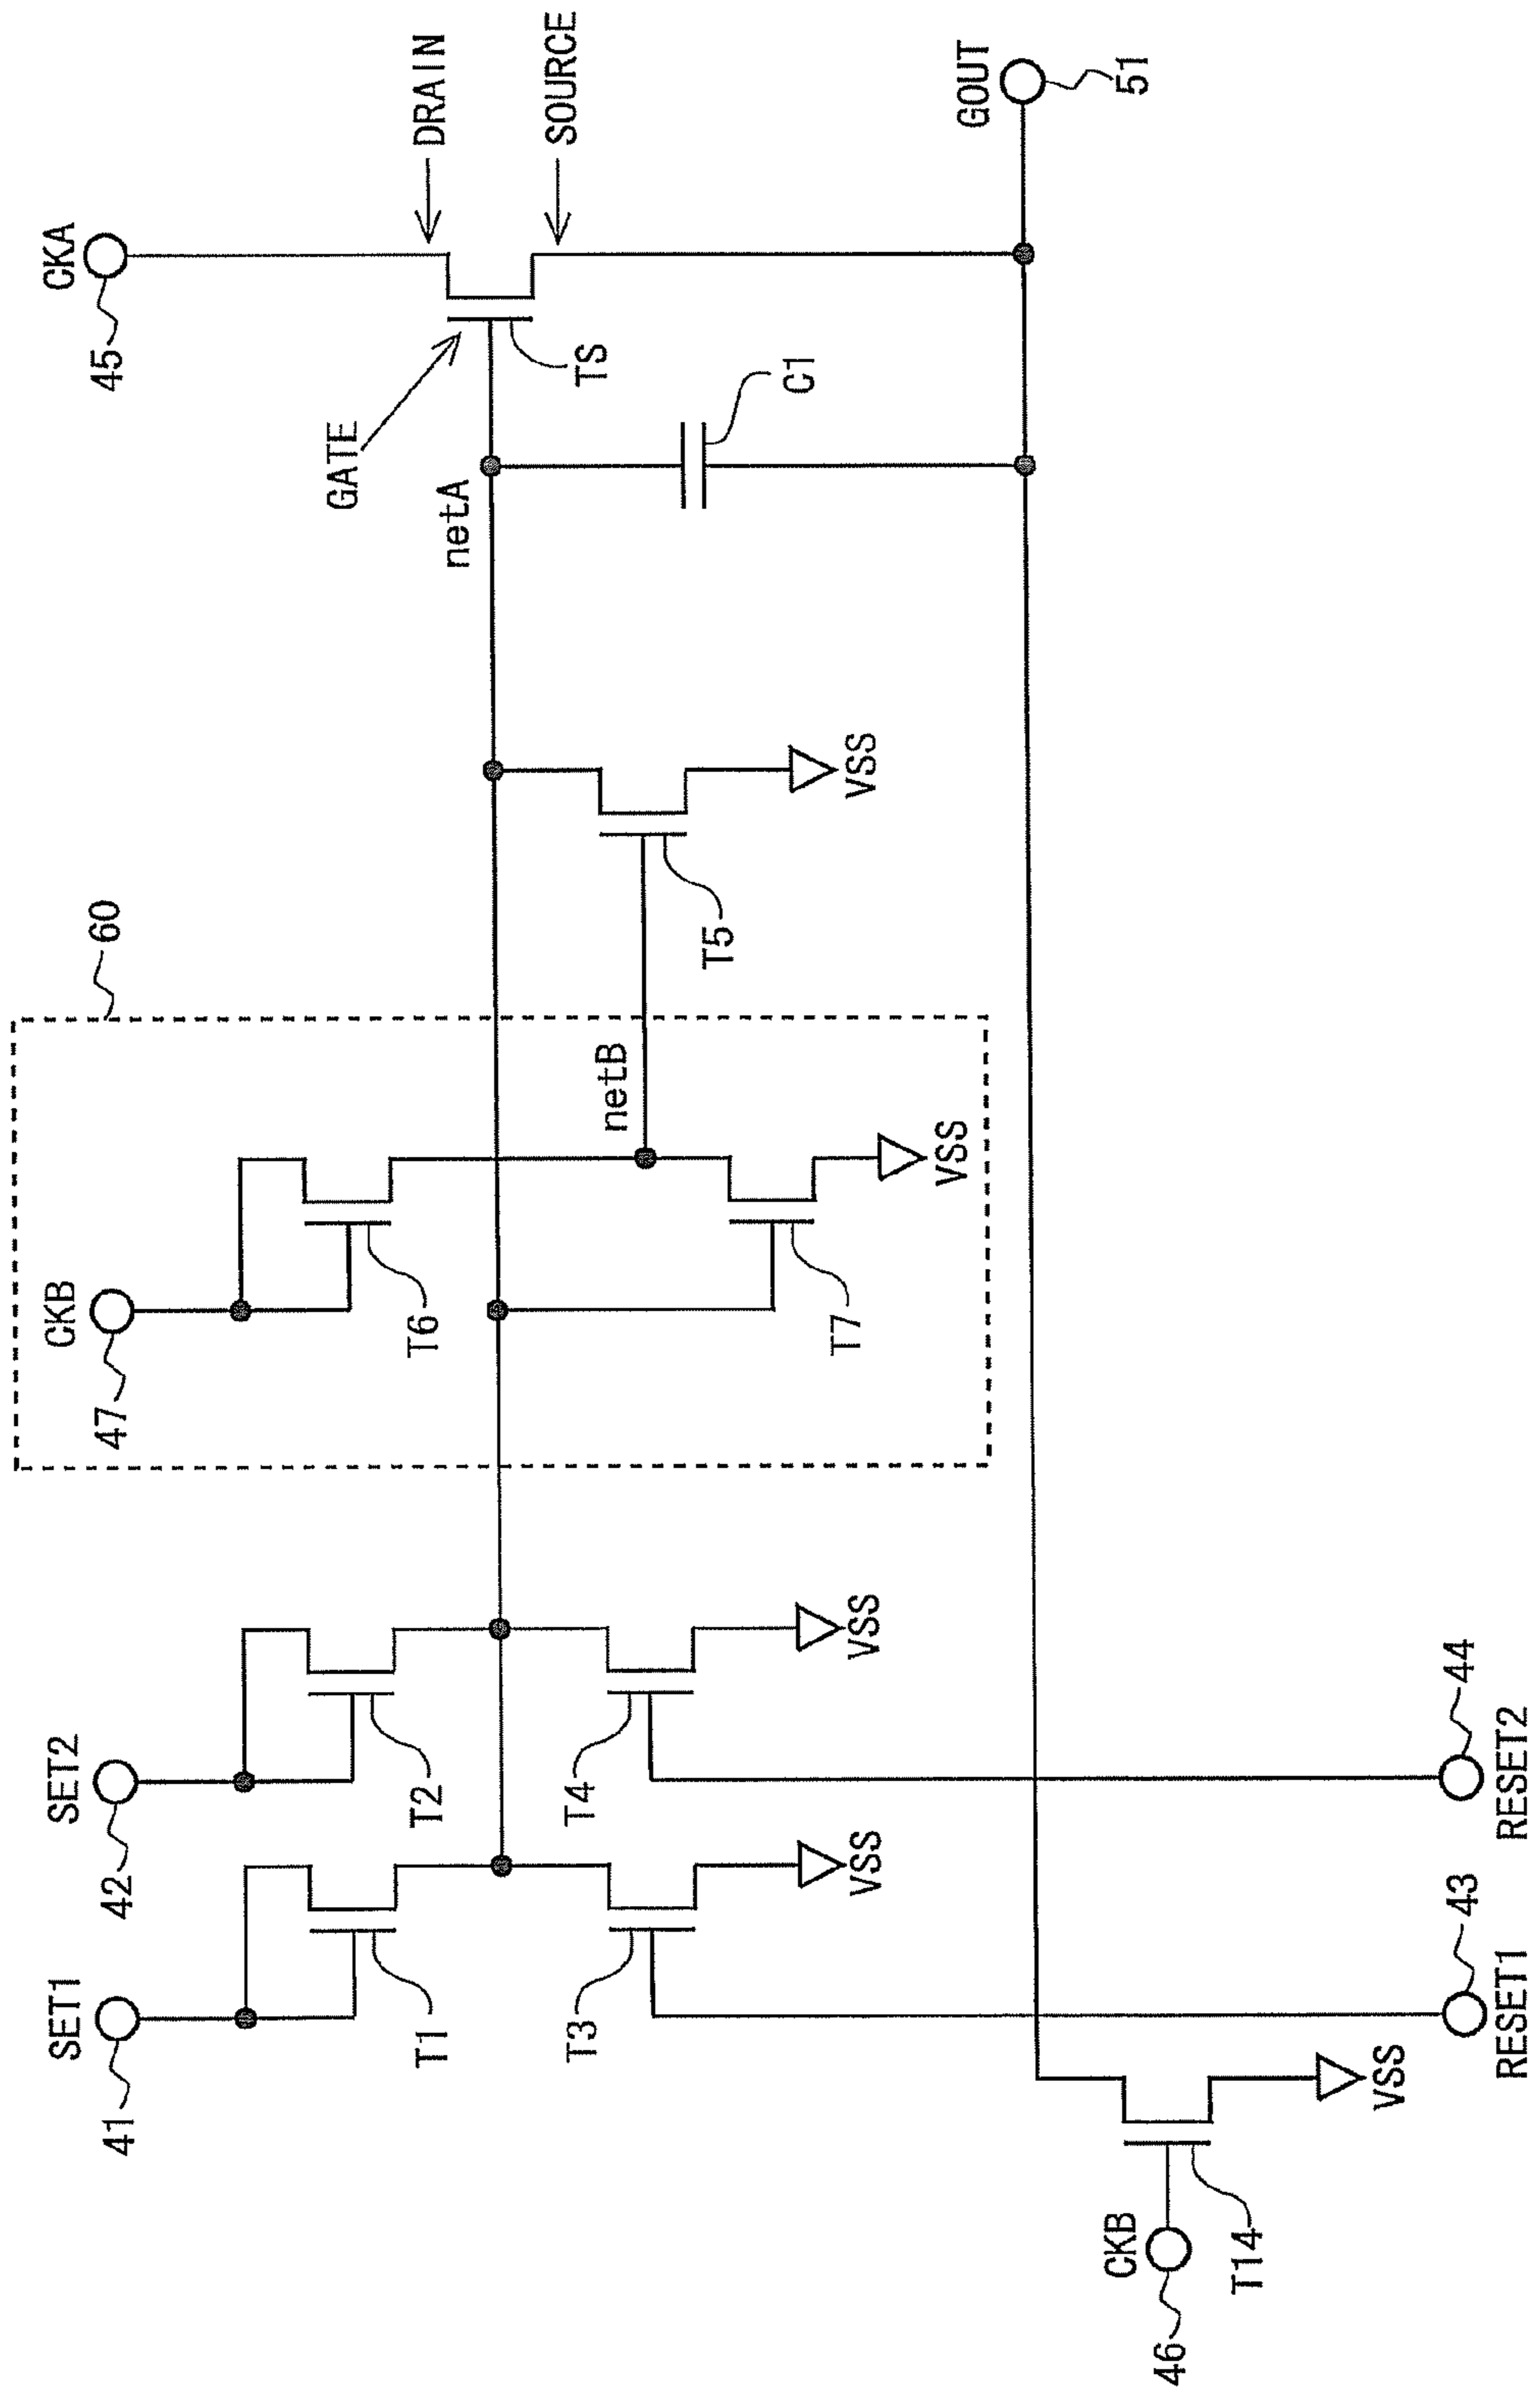 CKA
45
DRAIN
SOURCE
GATE
TS
netA
C1
GOUT
51
60
CKB
47
T6
netB
T7
VSS
T5
VSS
SET2
42
T2
T4
VSS
SET1
41
T1
T3
VSS
44
RESET2
43
RESET1
CKB
46
T14
VSS